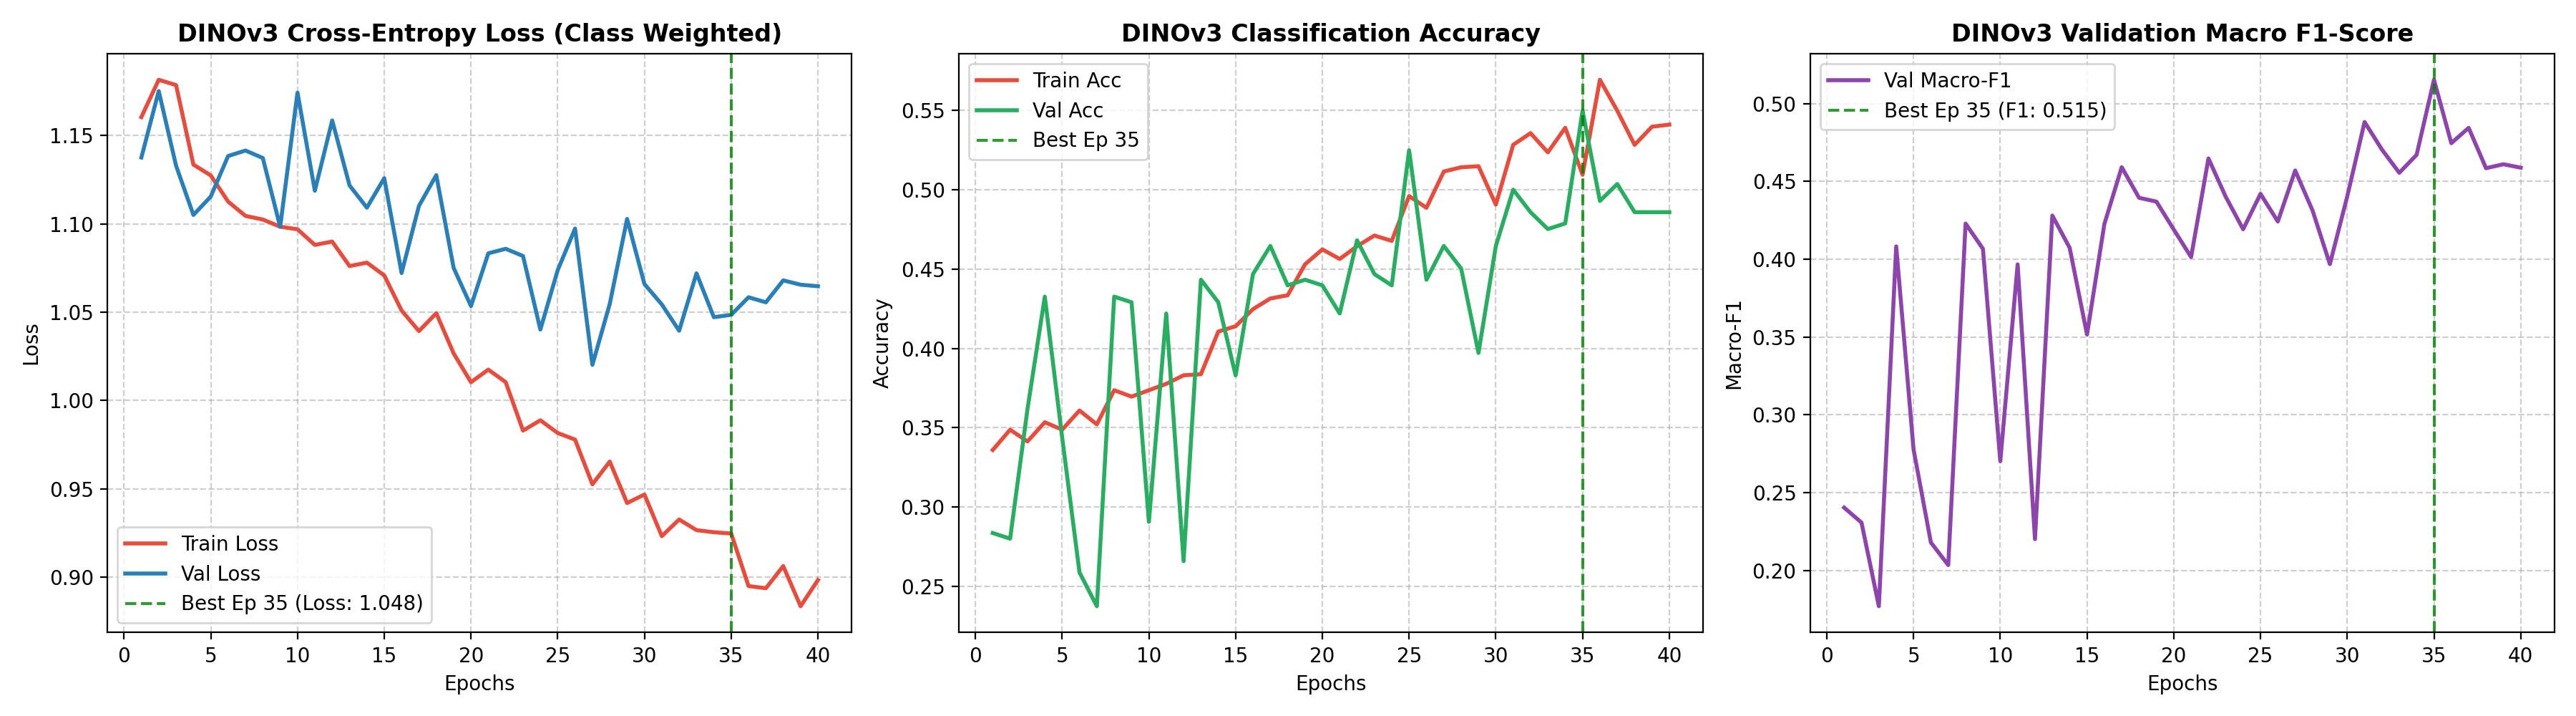 DINOv3 Cross-Entropy Loss (Class Weighted)
Loss
1.15
1.10
1.05
1.00
0.95
0.90
Train Loss
Val Loss
Best Ep 35 (Loss: 1.048)
0 5 10 15 20 25 30 35 40
Epochs
DINOv3 Classification Accuracy
Accuracy
0.55
0.50
0.45
0.40
0.35
0.30
0.25
Train Acc
Val Acc
Best Ep 35
0 5 10 15 20 25 30 35 40
Epochs
DINOv3 Validation Macro F1-Score
Macro-F1
0.50
0.45
0.40
0.35
0.30
0.25
0.20
Val Macro-F1
Best Ep 35 (F1: 0.515)
0 5 10 15 20 25 30 35 40
Epochs